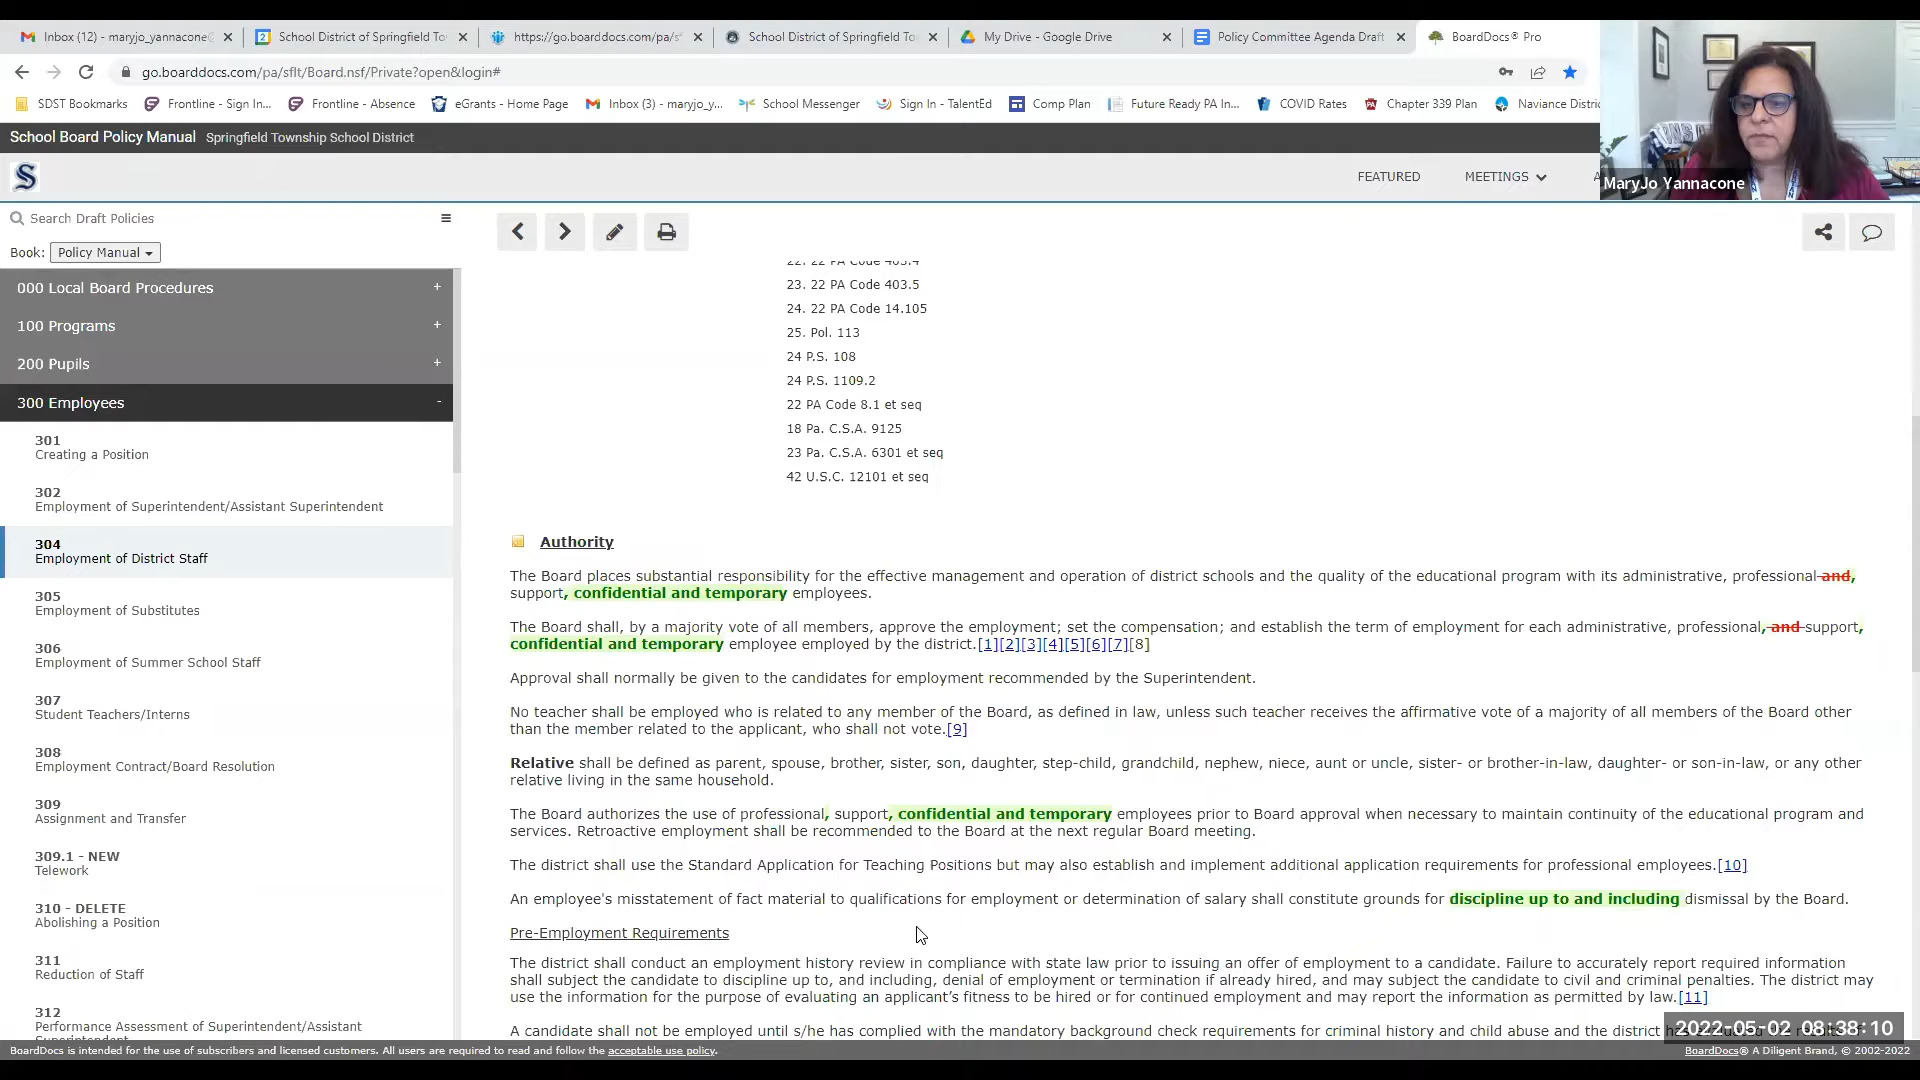 Inbox (12) - maryjo_yannacone
School District of Springfield To
https://go.boarddocs.com/pa/s
School District of Springfield To
My Drive - Google Drive
Policy Committee Agenda Draft
BoardDocs® Pro
go.boarddocs.com/pa/sflt/Board.nsf/Private?open&login#
SDST Bookmarks
Frontline - Sign In...
Frontline - Absence
eGrants - Home Page
Inbox (3) - maryjo_y...
School Messenger
Sign In - TalentEd
Comp Plan
Future Ready PA In...
COVID Rates
Chapter 339 Plan
Naviance Distric
School Board Policy Manual Springfield Township School District
S
FEATURED
MEETINGS
MaryJo Yannacone
Search Draft Policies
Book: Policy Manual
000 Local Board Procedures +
100 Programs +
200 Pupils +
300 Employees -
301
Creating a Position
302
Employment of Superintendent/Assistant Superintendent
304
Employment of District Staff
305
Employment of Substitutes
306
Employment of Summer School Staff
307
Student Teachers/Interns
308
Employment Contract/Board Resolution
309
Assignment and Transfer
309.1 - NEW
Telework
310 - DELETE
Abolishing a Position
311
Reduction of Staff
312
Performance Assessment of Superintendent/Assistant
22. 22 PA Code 403.4
23. 22 PA Code 403.5
24. 22 PA Code 14.105
25. Pol. 113
24 P.S. 108
24 P.S. 1109.2
22 PA Code 8.1 et seq
18 Pa. C.S.A. 9125
23 Pa. C.S.A. 6301 et seq
42 U.S.C. 12101 et seq
Authority
The Board places substantial responsibility for the effective management and operation of district schools and the quality of the educational program with its administrative, professional and,
support, confidential and temporary employees.
The Board shall, by a majority vote of all members, approve the employment; set the compensation; and establish the term of employment for each administrative, professional, and support,
confidential and temporary employee employed by the district.[1][2][3][4][5][6][7][8]
Approval shall normally be given to the candidates for employment recommended by the Superintendent.
No teacher shall be employed who is related to any member of the Board, as defined in law, unless such teacher receives the affirmative vote of a majority of all members of the Board other
than the member related to the applicant, who shall not vote.[9]
Relative shall be defined as parent, spouse, brother, sister, son, daughter, step-child, grandchild, nephew, niece, aunt or uncle, sister- or brother-in-law, daughter- or son-in-law, or any other
relative living in the same household.
The Board authorizes the use of professional, support, confidential and temporary employees prior to Board approval when necessary to maintain continuity of the educational program and
services. Retroactive employment shall be recommended to the Board at the next regular Board meeting.
The district shall use the Standard Application for Teaching Positions but may also establish and implement additional application requirements for professional employees.[10]
An employee's misstatement of fact material to qualifications for employment or determination of salary shall constitute grounds for discipline up to and including dismissal by the Board.
Pre-Employment Requirements
The district shall conduct an employment history review in compliance with state law prior to issuing an offer of employment to a candidate. Failure to accurately report required information
shall subject the candidate to discipline up to, and including, denial of employment or termination if already hired, and may subject the candidate to civil and criminal penalties. The district may
use the information for the purpose of evaluating an applicant's fitness to be hired or for continued employment and may report the information as permitted by law.[11]
A candidate shall not be employed until s/he has complied with the mandatory background check requirements for criminal history and child abuse and the district
2022-05-02 08:38:10
BoardDocs is intended for the use of subscribers and licensed customers. All users are required to read and follow the acceptable use policy.
BoardDocs® A Diligent Brand, © 2002-2022